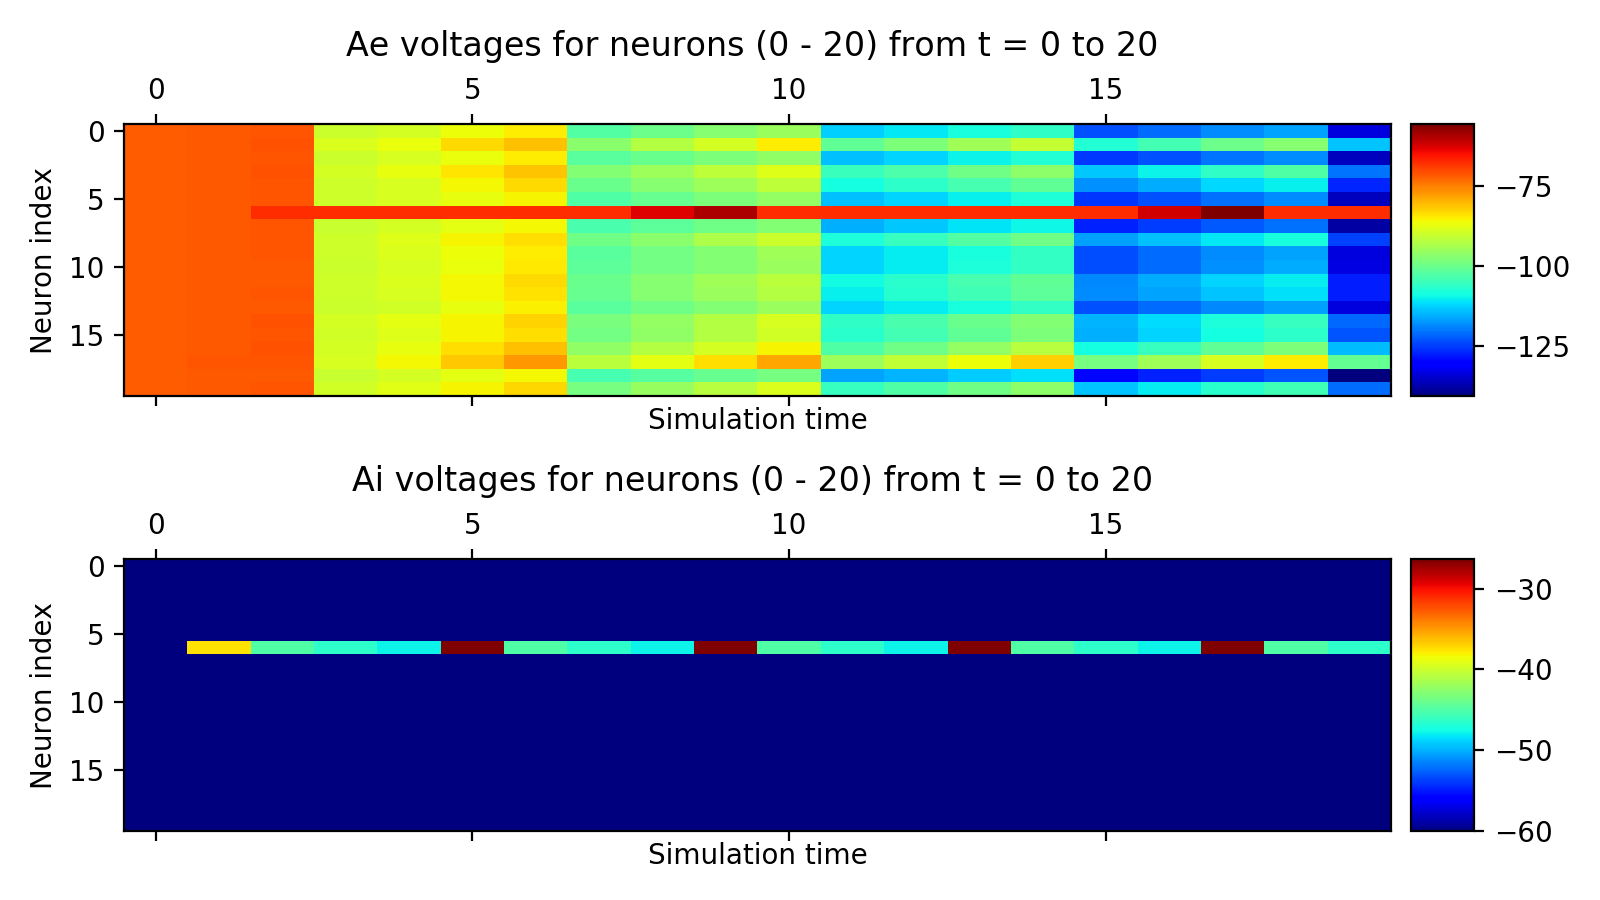 Ae voltages for neurons (0 - 20) from t = 0 to 20
0 5 10 15
Neuron index
0
5
10
15
Simulation time
−75
−100
−125
Ai voltages for neurons (0 - 20) from t = 0 to 20
0 5 10 15
Neuron index
0
5
10
15
Simulation time
−30
−40
−50
−60